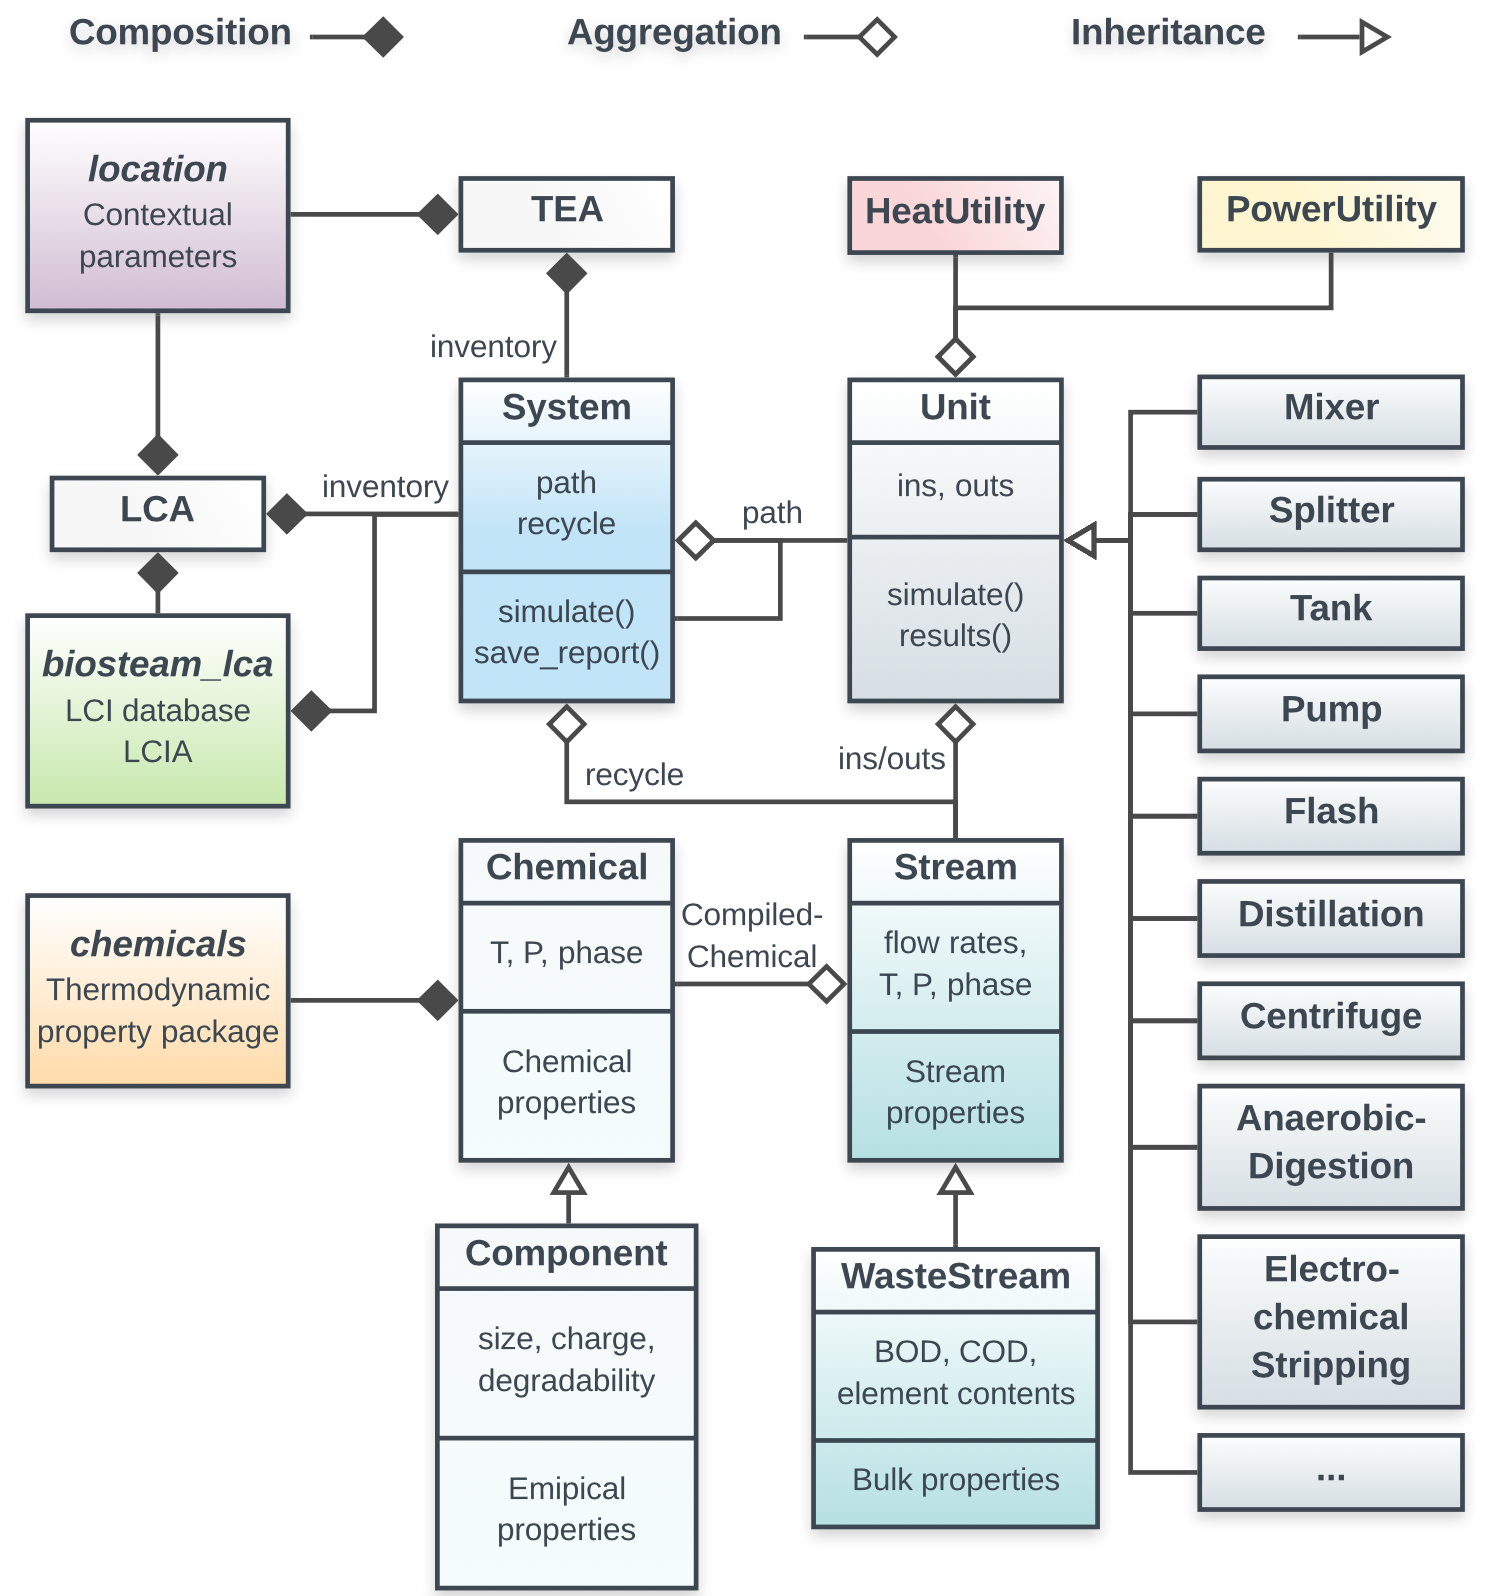 Composition
Aggregation
Inheritance
location
Contextual
parameters
TEA
HeatUtility
PowerUtility
inventory
System
path
recycle
simulate()
save_report()
Unit
ins, outs
simulate()
results()
path
LCA
inventory
biosteam_lca
LCI database
LCIA
recycle
ins/outs
chemicals
Thermodynamic
property package
Chemical
T, P, phase
Chemical
properties
Compiled-
Chemical
Stream
flow rates,
T, P, phase
Stream
properties
Component
size, charge,
degradability
Emipical
properties
WasteStream
BOD, COD,
element contents
Bulk properties
Mixer
Splitter
Tank
Pump
Flash
Distillation
Centrifuge
Anaerobic-
Digestion
Electro-
chemical
Stripping
...